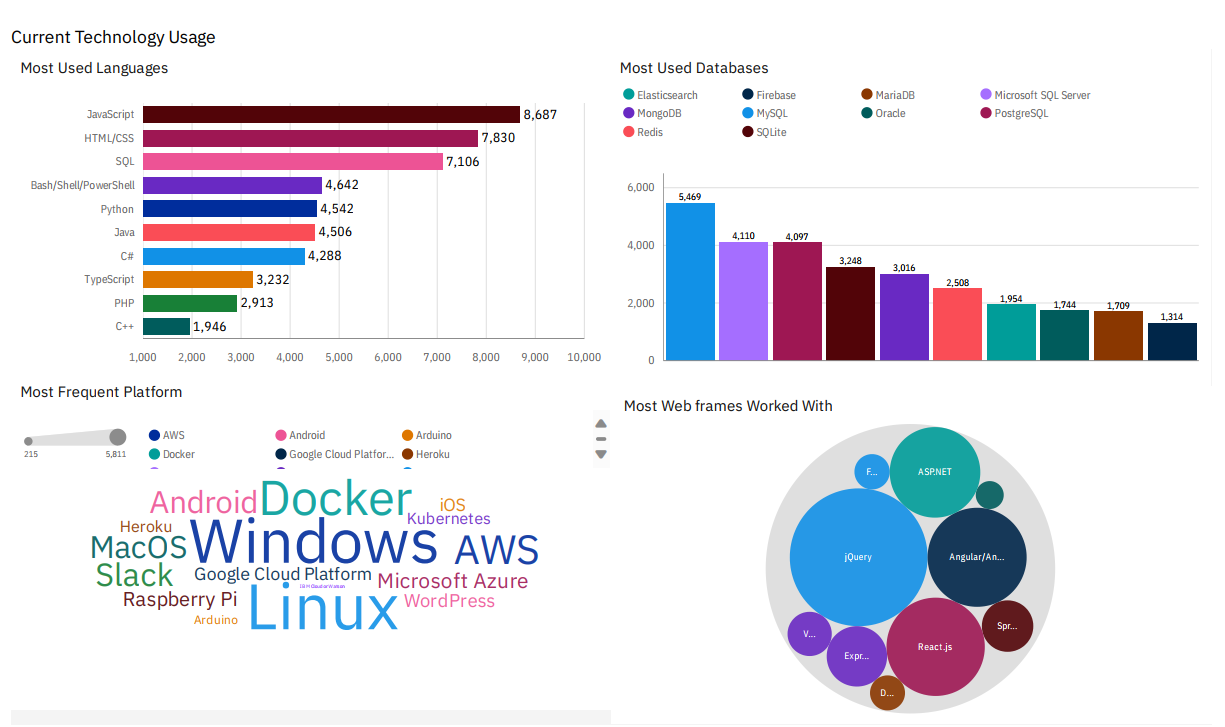 Current Technology Usage
Most Used Languages
JavaScript 8,687
HTML/CSS 7,830
SQL 7,106
Bash/Shell/PowerShell 4,642
Python 4,542
Java 4,506
C# 4,288
TypeScript 3,232
PHP 2,913
C++ 1,946
1,000 2,000 3,000 4,000 5,000 6,000 7,000 8,000 9,000 10,000
Most Used Databases
Elasticsearch Firebase MariaDB Microsoft SQL Server
MongoDB MySQL Oracle PostgreSQL
Redis SQLite
6,000
4,000
2,000
0
5,469 4,110 4,097 3,248 3,016 2,508 1,954 1,744 1,709 1,314
Most Frequent Platform
215 5,811
AWS Android Arduino
Docker Google Cloud Platfor... Heroku
Android Docker iOS
Kubernetes
Heroku
MacOS Windows AWS
Slack Google Cloud Platform Microsoft Azure
Raspberry Pi Linux WordPress
Arduino
Most Web frames Worked With
F... ASP.NET
jQuery Angular/An...
V... Expr... React.js Spr...
D...